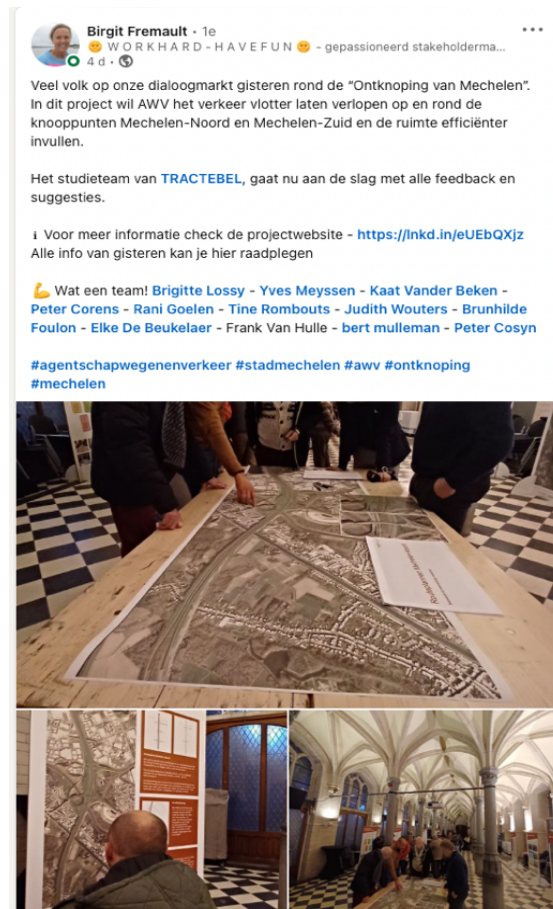 Birgit Fremault • 1e
🙂 W O R K H A R D - H A V E F U N 🙂 - gepassioneerd stakeholderma...
4 d •
Veel volk op onze dialoogmarkt gisteren rond de “Ontknoping van Mechelen”.
In dit project wil AWV het verkeer vlotter laten verlopen op en rond de
knooppunten Mechelen-Noord en Mechelen-Zuid en de ruimte efficiënter
invullen.
Het studieteam van TRACTEBEL, gaat nu aan de slag met alle feedback en
suggesties.
ℹ Voor meer informatie check de projectwebsite - https://lnkd.in/eUEbQXjz
Alle info van gisteren kan je hier raadplegen
💪 Wat een team! Brigitte Lossy - Yves Meyssen - Kaat Vander Beken -
Peter Corens - Rani Goelen - Tine Rombouts - Judith Wouters - Brunhilde
Foulon - Elke De Beukelaer - Frank Van Hulle - bert mulleman - Peter Cosyn
#agentschapwegenenverkeer #stadmechelen #awv #ontknoping
#mechelen